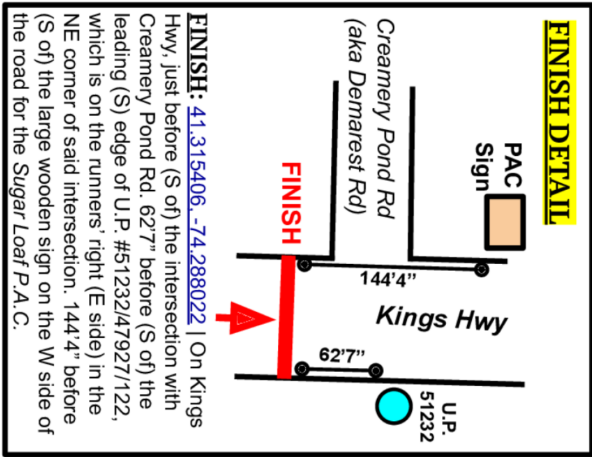 FINISH DETAIL
PAC
Sign
Creamery Pond Rd
(aka Demarest Rd)
144'4"
Kings Hwy
FINISH
62'7"
U.P.
51232
FINISH: 41.315406, -74.288022 | On Kings
Hwy, just before (S of) the intersection with
Creamery Pond Rd. 62'7" before (S of) the
leading (S) edge of U.P. #51232/47927/122,
which is on the runners' right (E side) in the
NE corner of said intersection. 144'4" before
(S of) the large wooden sign on the W side of
the road for the Sugar Loaf P.A.C.